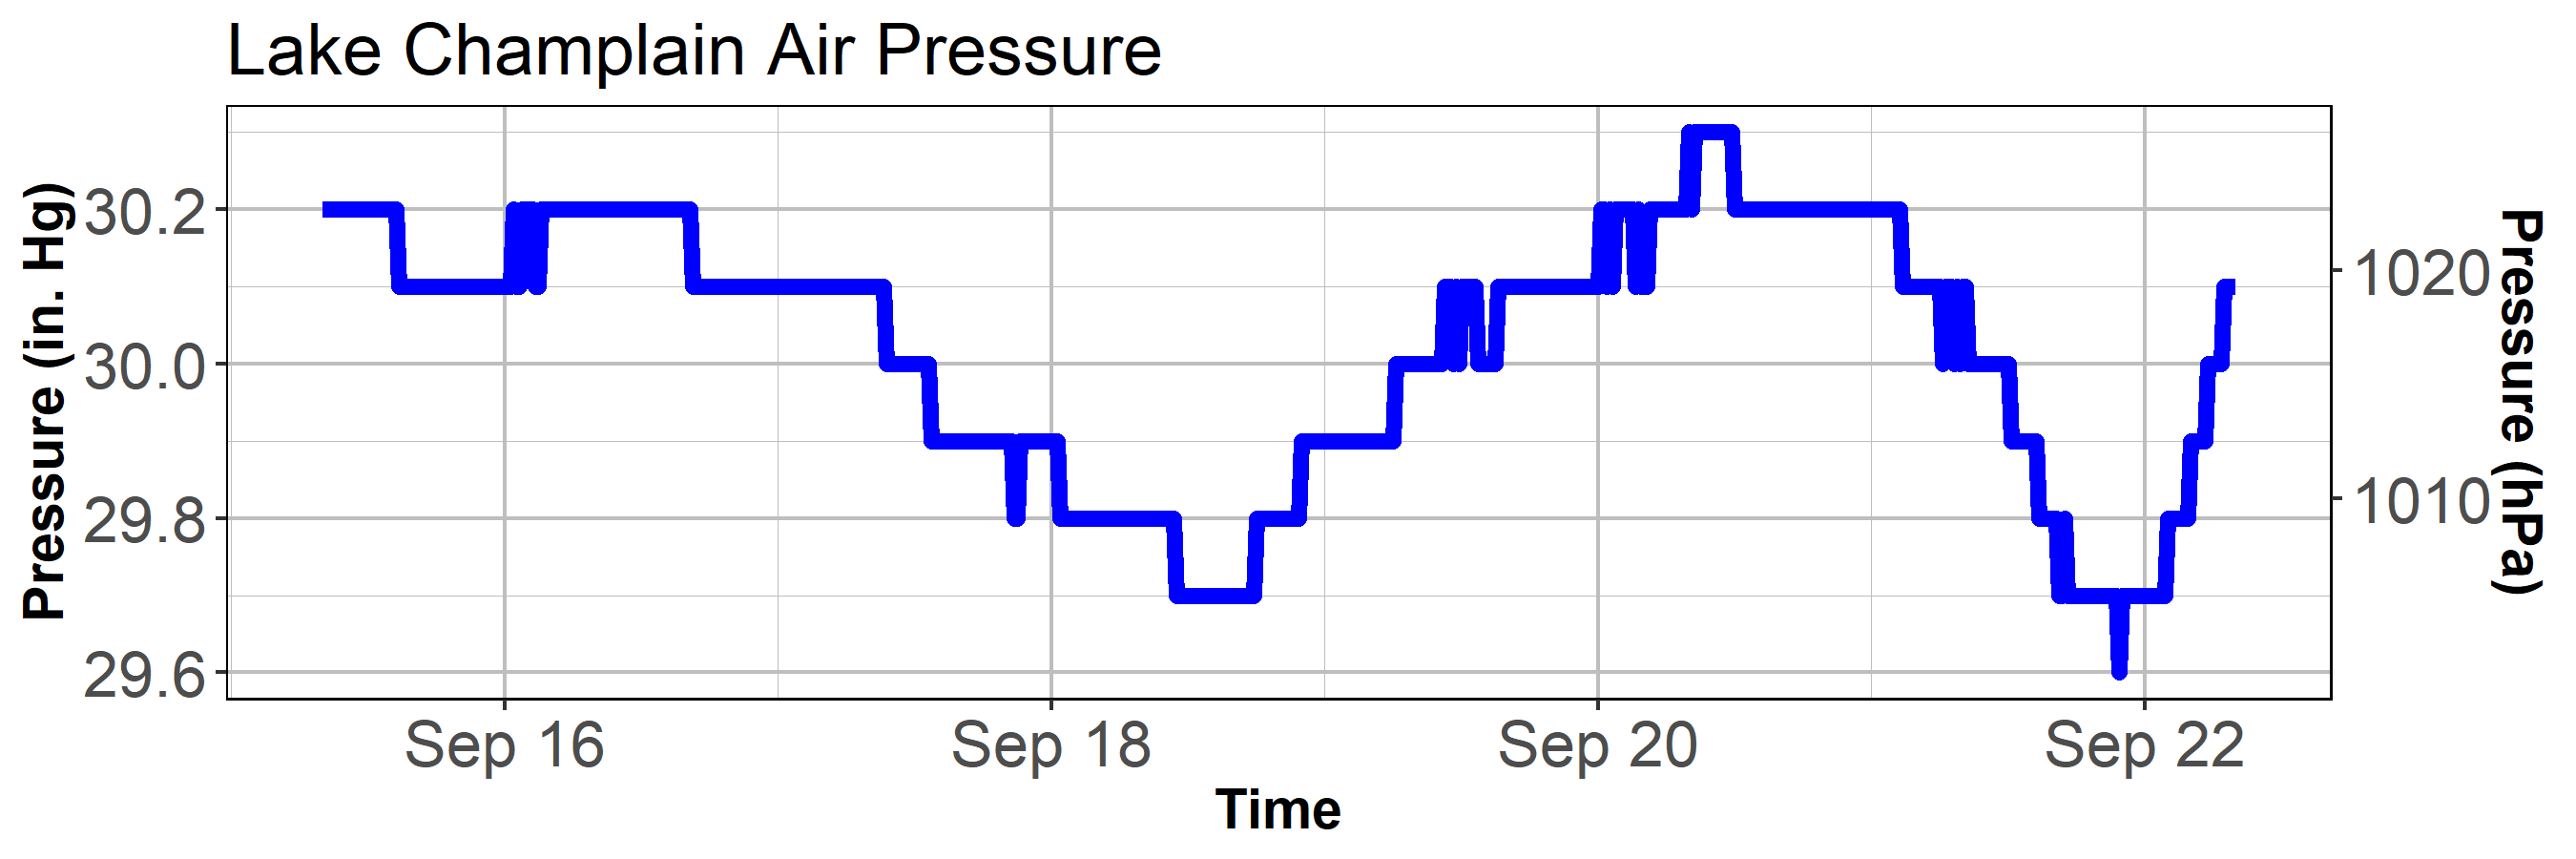 Lake Champlain Air Pressure
Pressure (in. Hg)
30.2
30.0
29.8
29.6
1020
1010
Pressure (hPa)
Sep 16 Sep 18 Sep 20 Sep 22
Time